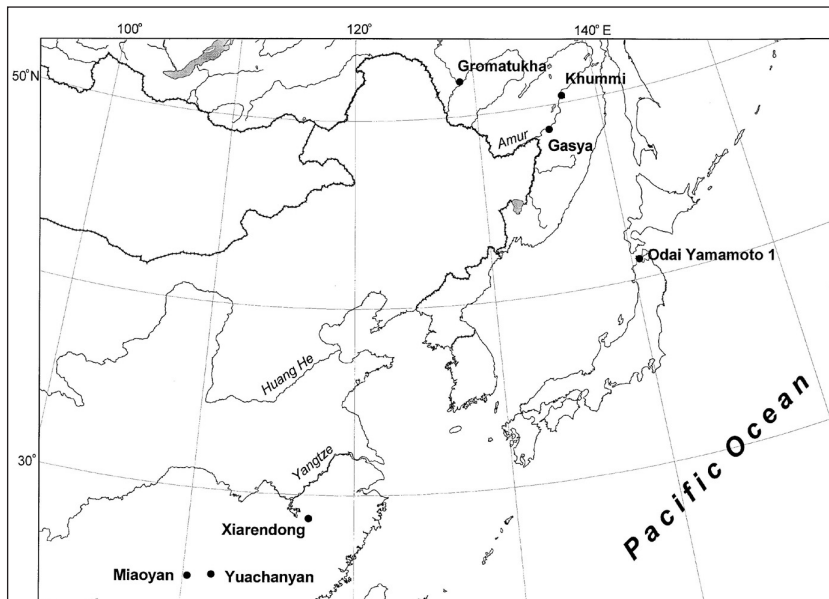 100°
120°
140° E
50°N
Gromatukha
Khummi
Amur
Gasya
Odai Yamamoto 1
Huang He
Pacific Ocean
30°
Yangtze
Xiarendong
Miaoyan
Yuachanyan